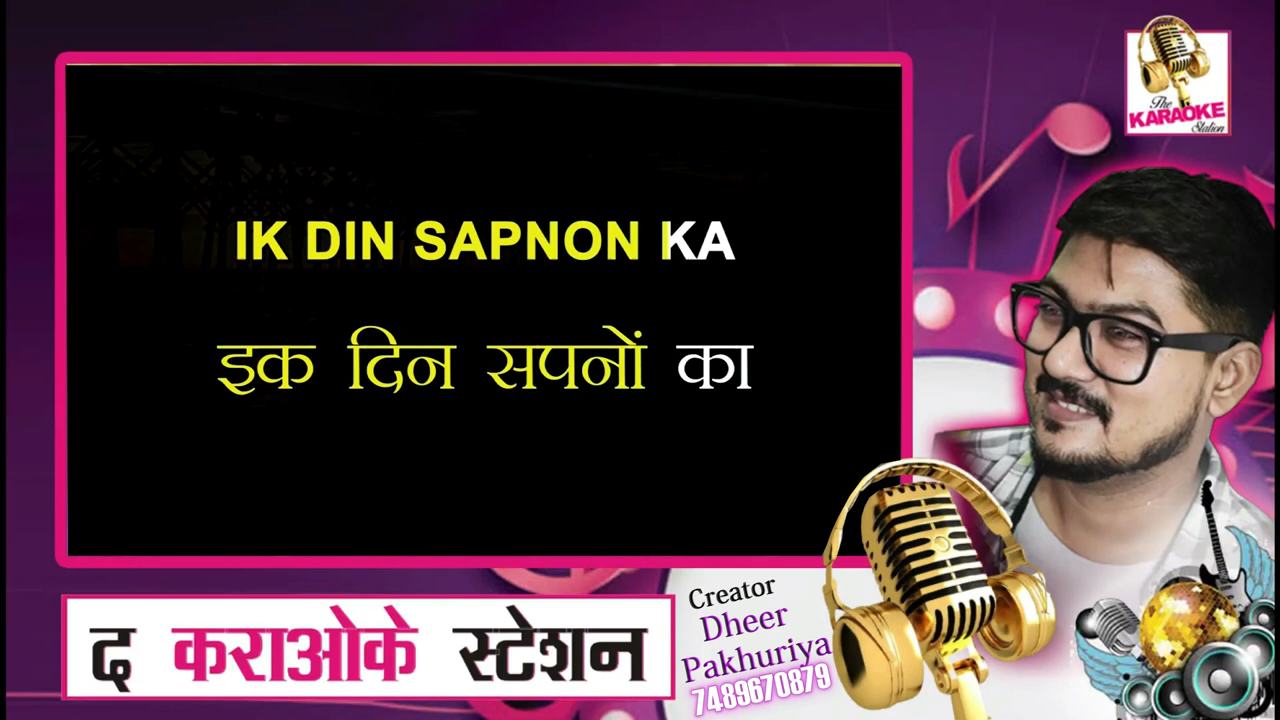 The
KARAOKE
Station
IK DIN SAPNON KA
इक दिन सपनों का
द कराओके स्टेशन
Creator
Dheer
Pakhuriya
7489670879